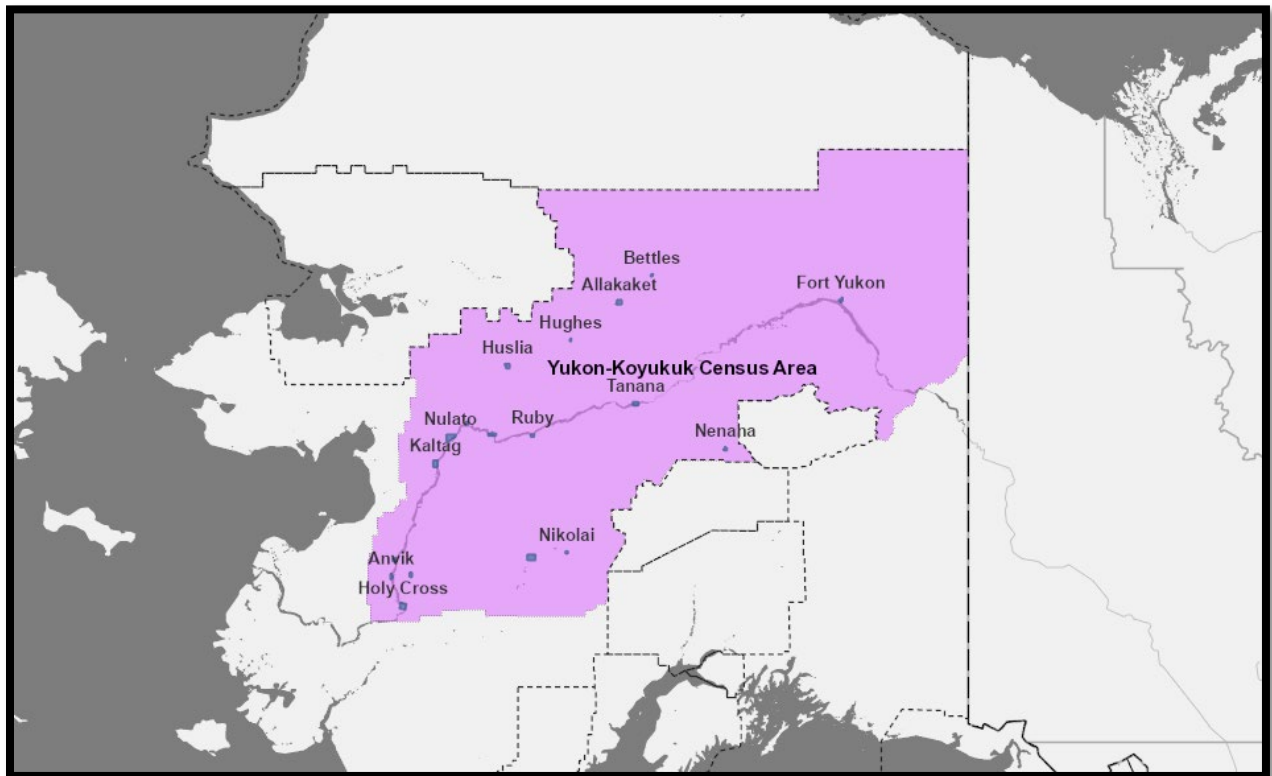 Bettles
Allakaket
Fort Yukon
Hughes
Huslia
Yukon-Koyukuk Census Area
Tanana
Nulato
Ruby
Kaltag
Nenana
Nikolai
Anvik
Holy Cross